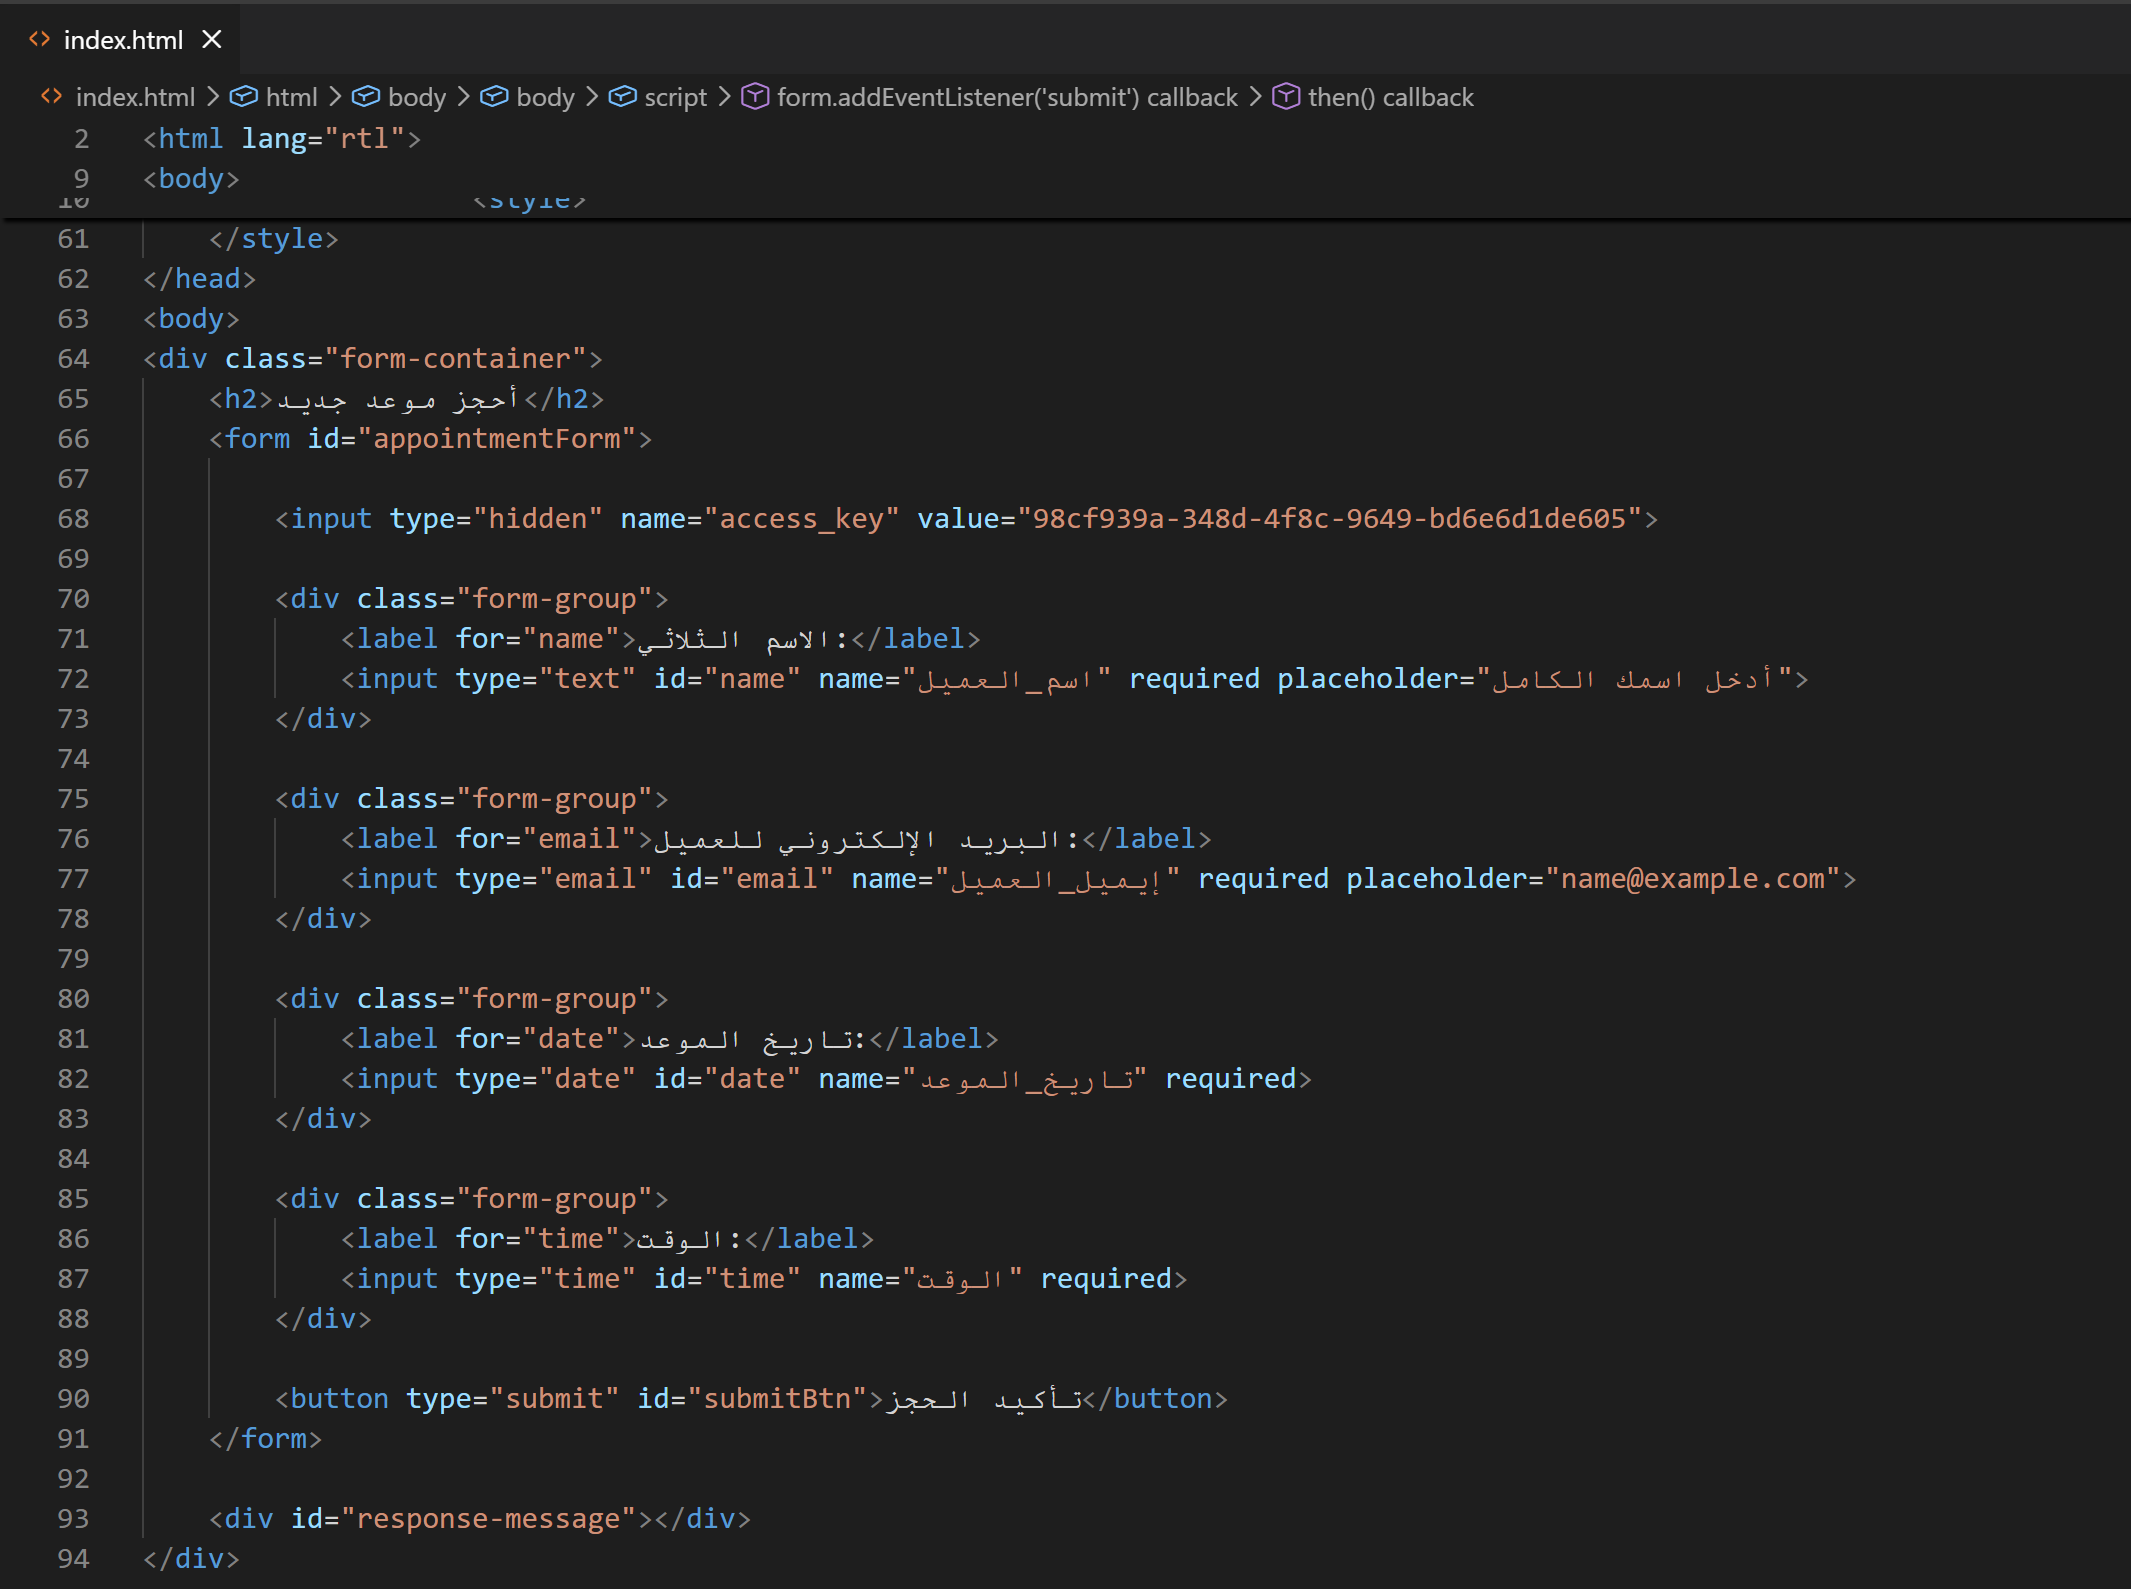 index.html
index.html > html > body > body > script > form.addEventListener('submit') callback > then() callback
2 <html lang="rtl">
9 <body>
10 <style>
61 </style>
62 </head>
63 <body>
64 <div class="form-container">
65 <h2>أحجز موعد جديد</h2>
66 <form id="appointmentForm">
67
68 <input type="hidden" name="access_key" value="98cf939a-348d-4f8c-9649-bd6e6d1de605">
69
70 <div class="form-group">
71 <label for="name">الاسم الثلاثي:</label>
72 <input type="text" id="name" name="اسم_العميل" required placeholder="أدخل اسمك الكامل">
73 </div>
74
75 <div class="form-group">
76 <label for="email">البريد الإلكتروني للعميل:</label>
77 <input type="email" id="email" name="إيميل_العميل" required placeholder="name@example.com">
78 </div>
79
80 <div class="form-group">
81 <label for="date">تاريخ الموعد:</label>
82 <input type="date" id="date" name="تاريخ_الموعد" required>
83 </div>
84
85 <div class="form-group">
86 <label for="time">الوقت:</label>
87 <input type="time" id="time" name="الوقت" required>
88 </div>
89
90 <button type="submit" id="submitBtn">تأكيد الحجز</button>
91 </form>
92
93 <div id="response-message"></div>
94 </div>